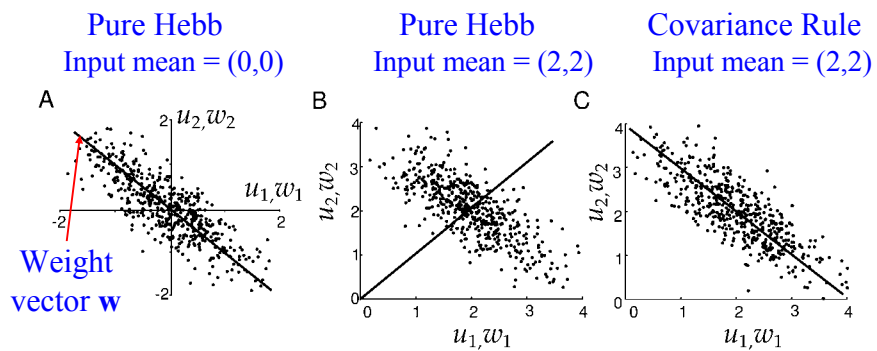 Pure Hebb
Input mean = (0,0)
Pure Hebb
Input mean = (2,2)
Covariance Rule
Input mean = (2,2)
A
2
u₂,w₂
u₁,w₁
-2
2
-2
Weight
vector w
B
4
3
2
1
0
u₂,w₂
0 1 2 3 4
u₁,w₁
C
4
3
2
1
0
u₂,w₂
0 1 2 3 4
u₁,w₁